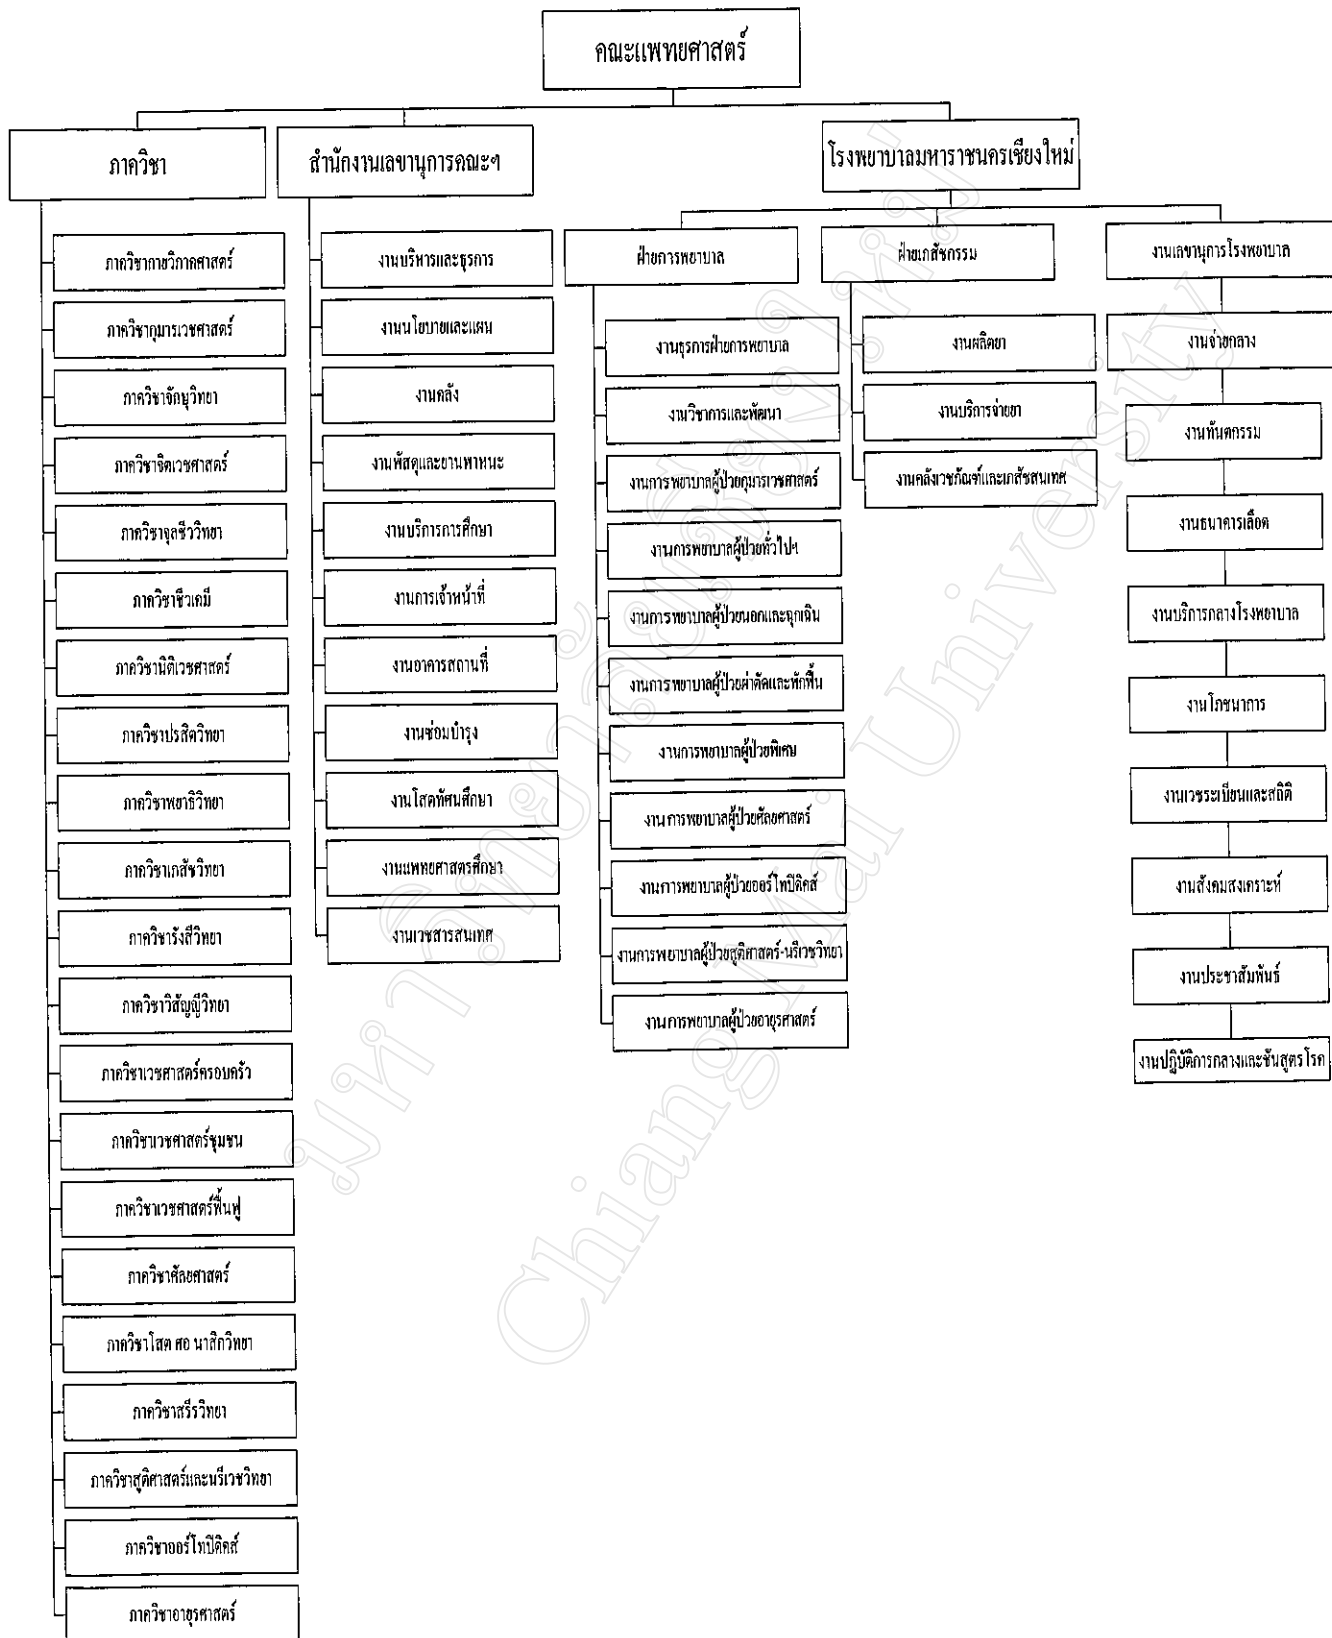 คณะแพทยศาสตร์
ภาควิชา
สำนักงานเลขานุการคณะฯ
โรงพยาบาลมหาราชนครเชียงใหม่
ภาควิชากายวิภาคศาสตร์
ภาควิชากุมารเวชศาสตร์
ภาควิชาจักษุวิทยา
ภาควิชาจิตเวชศาสตร์
ภาควิชาจุลชีววิทยา
ภาควิชาชีวเคมี
ภาควิชานิติเวชศาสตร์
ภาควิชาปรสิตวิทยา
ภาควิชาพยาธิวิทยา
ภาควิชาเภสัชวิทยา
ภาควิชารังสีวิทยา
ภาควิชาวิสัญญีวิทยา
ภาควิชาเวชศาสตร์ครอบครัว
ภาควิชาเวชศาสตร์ชุมชน
ภาควิชาเวชศาสตร์ฟื้นฟู
ภาควิชาศัลยศาสตร์
ภาควิชาโสต ศอ นาสิกวิทยา
ภาควิชาสรีรวิทยา
ภาควิชาสูติศาสตร์และนรีเวชวิทยา
ภาควิชาออร์โทปิดิคส์
ภาควิชาอายุรศาสตร์
งานบริหารและธุรการ
งานนโยบายและแผน
งานคลัง
งานพัสดุและยานพาหนะ
งานบริการการศึกษา
งานการเจ้าหน้าที่
งานอาคารสถานที่
งานซ่อมบำรุง
งานโสตทัศนศึกษา
งานแพทยศาสตรศึกษา
งานเวชสารสนเทศ
ฝ่ายการพยาบาล
งานธุรการฝ่ายการพยาบาล
งานวิชาการและพัฒนา
งานการพยาบาลผู้ป่วยกุมารเวชศาสตร์
งานการพยาบาลผู้ป่วยทั่วไปฯ
งานการพยาบาลผู้ป่วยนอกและฉุกเฉิน
งานการพยาบาลผู้ป่วยผ่าตัดและพักฟื้น
งานการพยาบาลผู้ป่วยพิเศษ
งานการพยาบาลผู้ป่วยศัลยศาสตร์
งานการพยาบาลผู้ป่วยออร์โทปิดิคส์
งานการพยาบาลผู้ป่วยสูติศาสตร์-นรีเวชวิทยา
งานการพยาบาลผู้ป่วยอายุรศาสตร์
ฝ่ายเภสัชกรรม
งานผลิตยา
งานบริการจ่ายยา
งานคลังเวชภัณฑ์และเภสัชสนเทศ
งานเลขานุการโรงพยาบาล
งานจ่ายกลาง
งานทันตกรรม
งานธนาคารเลือด
งานบริการกลางโรงพยาบาล
งานโภชนาการ
งานเวชระเบียนและสถิติ
งานสังคมสงเคราะห์
งานประชาสัมพันธ์
งานปฏิบัติการกลางและชันสูตรโรค
มหาวิทยาลัยเชียงใหม่
Chiang Mai University